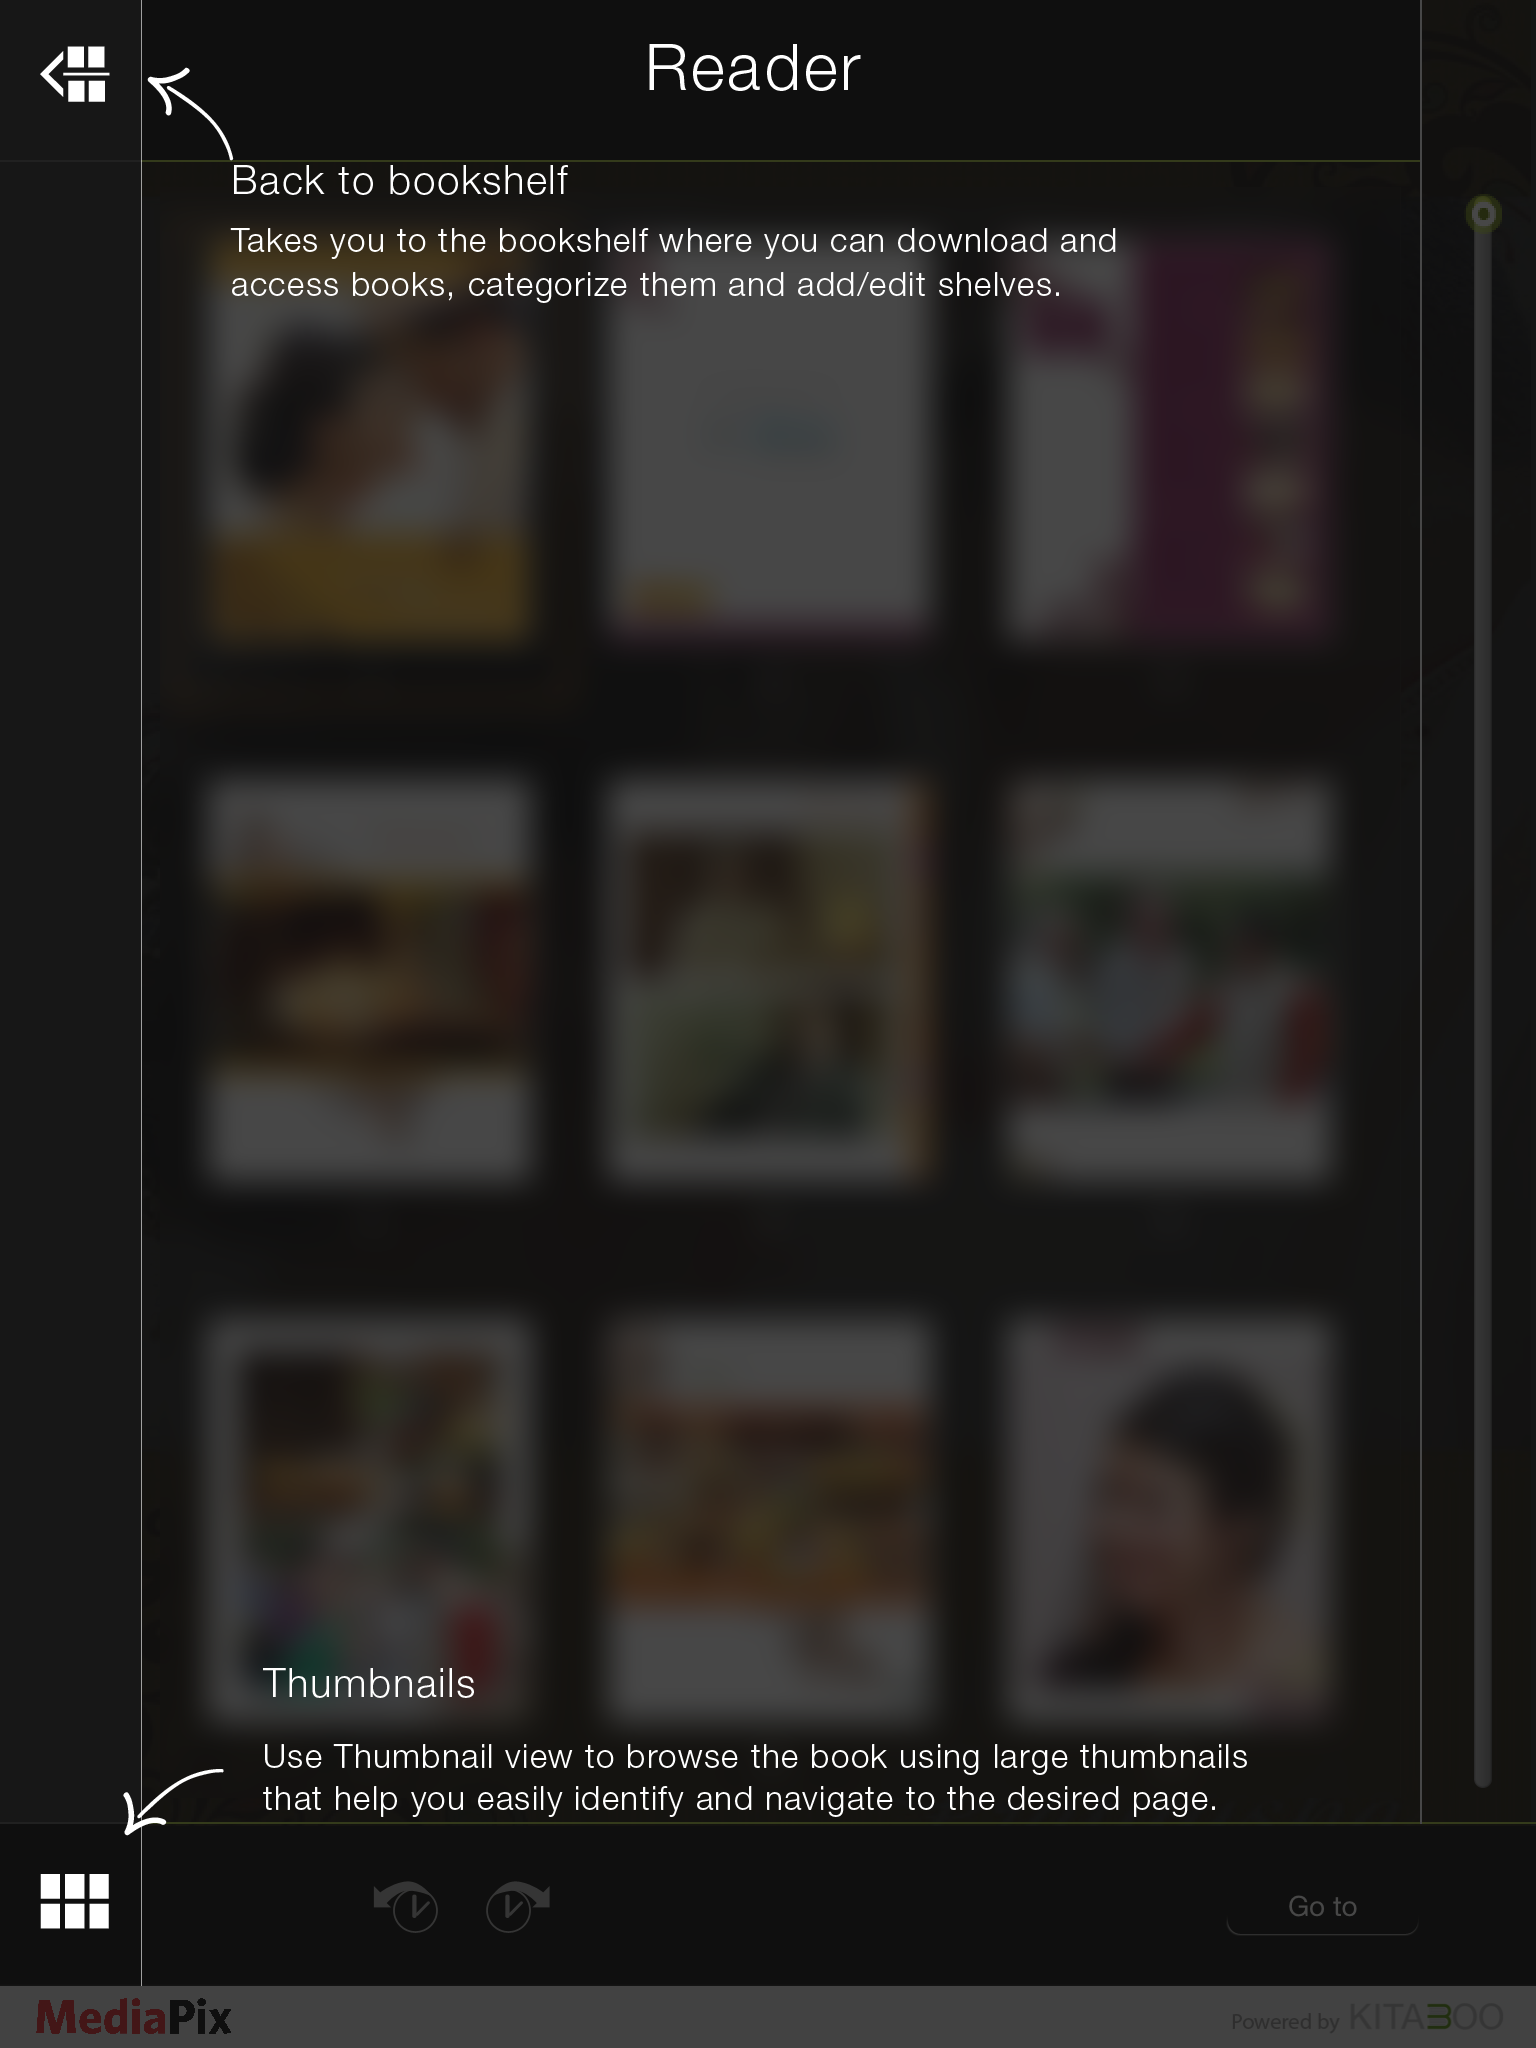 Reader
Back to bookshelf
Takes you to the bookshelf where you can download and
access books, categorize them and add/edit shelves.
Thumbnails
Use Thumbnail view to browse the book using large thumbnails
that help you easily identify and navigate to the desired page.
Go to
MediaPix
Powered by KITABOO